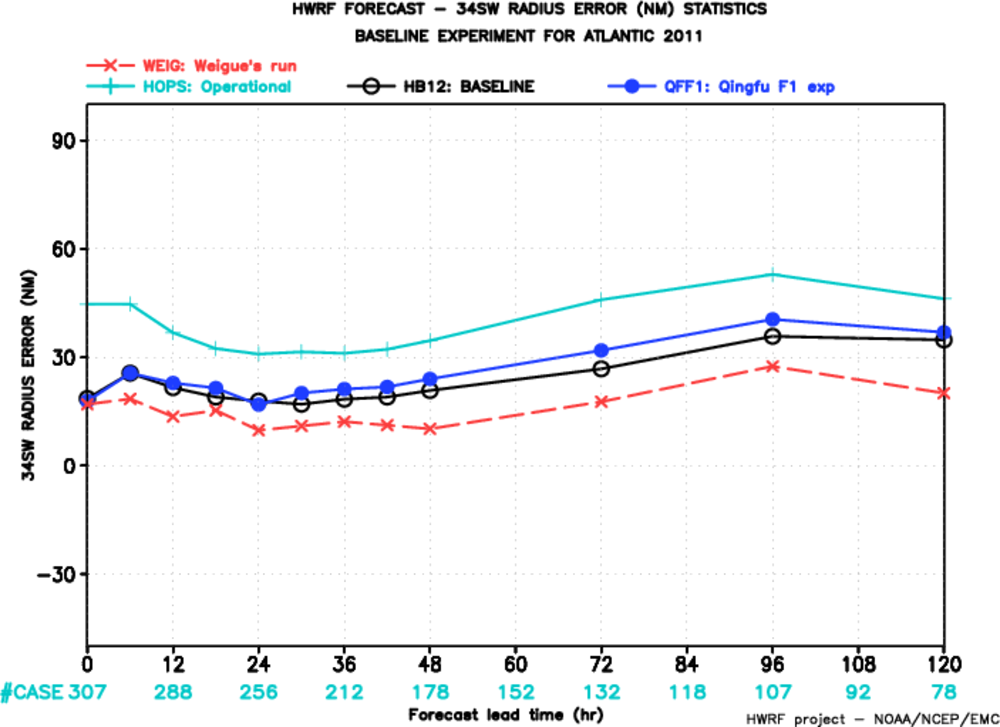 HWRF FORECAST – 34SW RADIUS ERROR (NM) STATISTICS
BASELINE EXPERIMENT FOR ATLANTIC 2011
WEIG: Weigue's run
HOPS: Operational HB12: BASELINE QFF1: Qingfu F1 exp
34SW RADIUS ERROR (NM)
90
60
30
0
–30
0 12 24 36 48 60 72 84 96 108 120
#CASE 307 288 256 212 178 152 132 118 107 92 78
Forecast lead time (hr)
HWRF project – NOAA/NCEP/EMC